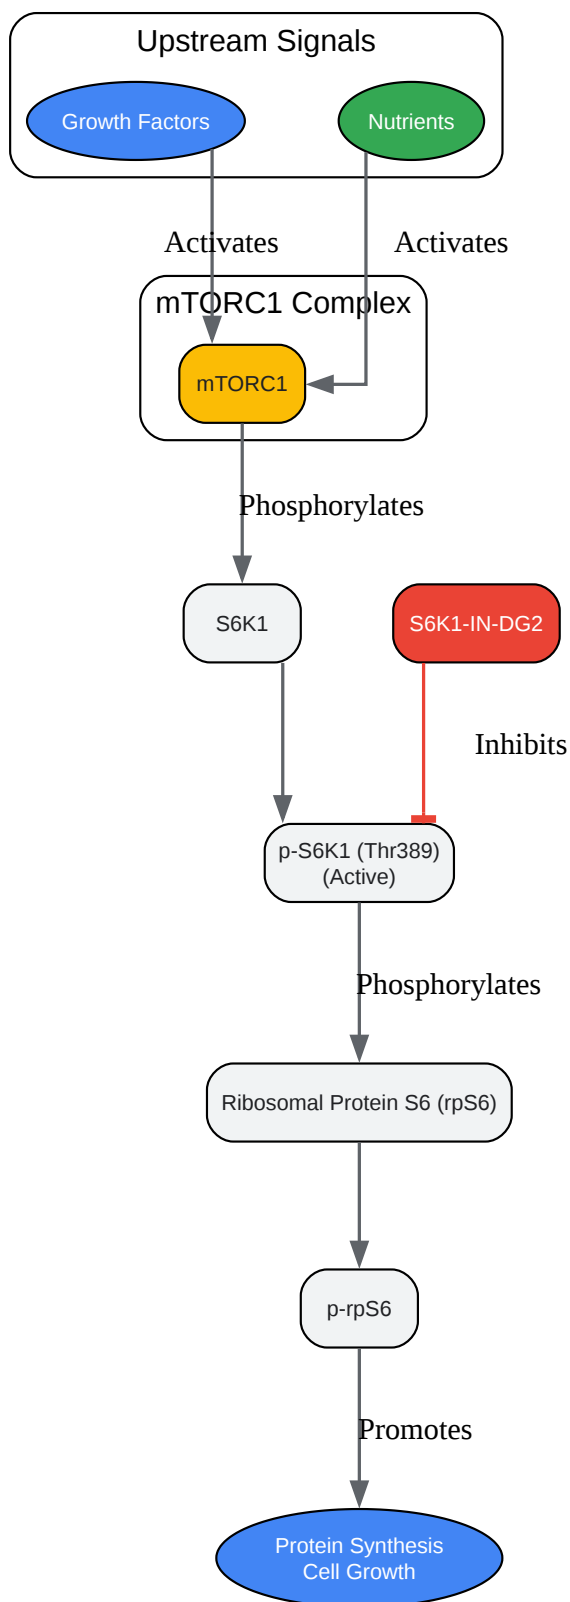 Upstream Signals
Growth Factors
Nutrients
Activates
Activates
mTORC1 Complex
mTORC1
Phosphorylates
S6K1
S6K1-IN-DG2
Inhibits
p-S6K1 (Thr389)
(Active)
Phosphorylates
Ribosomal Protein S6 (rpS6)
p-rpS6
Promotes
Protein Synthesis
Cell Growth